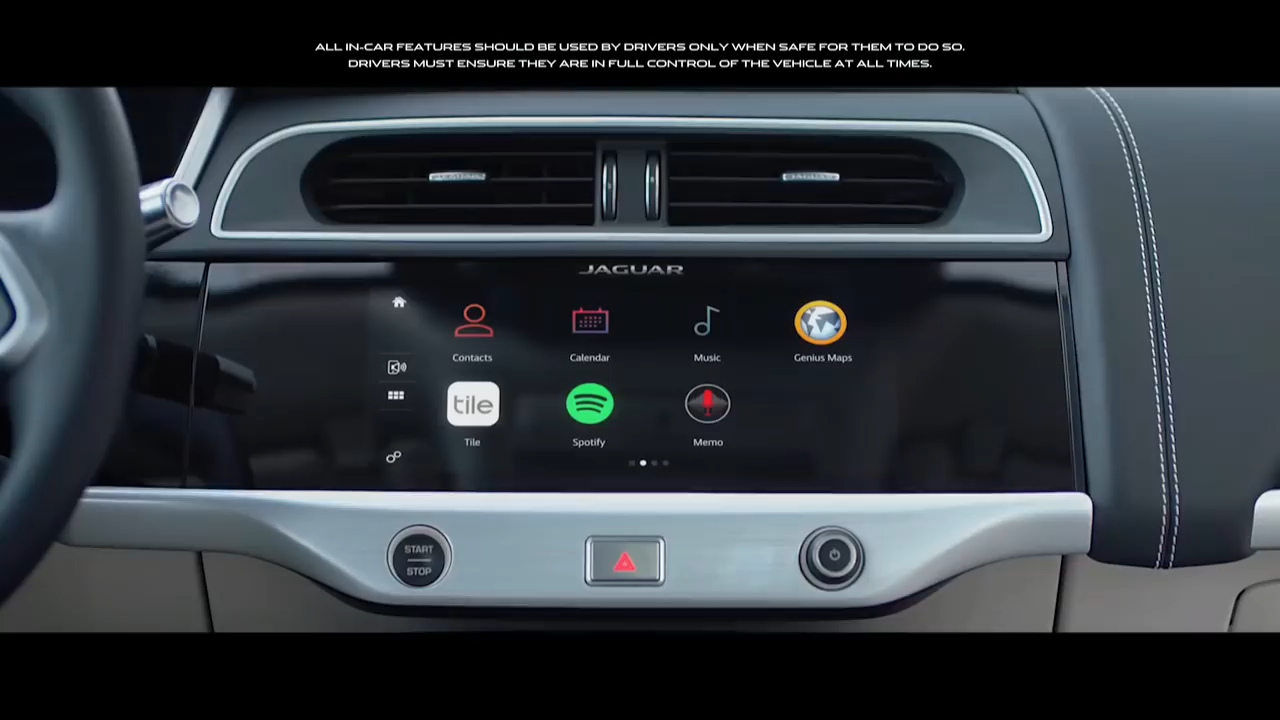 ALL IN-CAR FEATURES SHOULD BE USED BY DRIVERS ONLY WHEN SAFE FOR THEM TO DO SO.
DRIVERS MUST ENSURE THEY ARE IN FULL CONTROL OF THE VEHICLE AT ALL TIMES.
JAGUAR
Contacts
Calendar
Music
Genius Maps
tile
Tile
Spotify
Memo
START
STOP